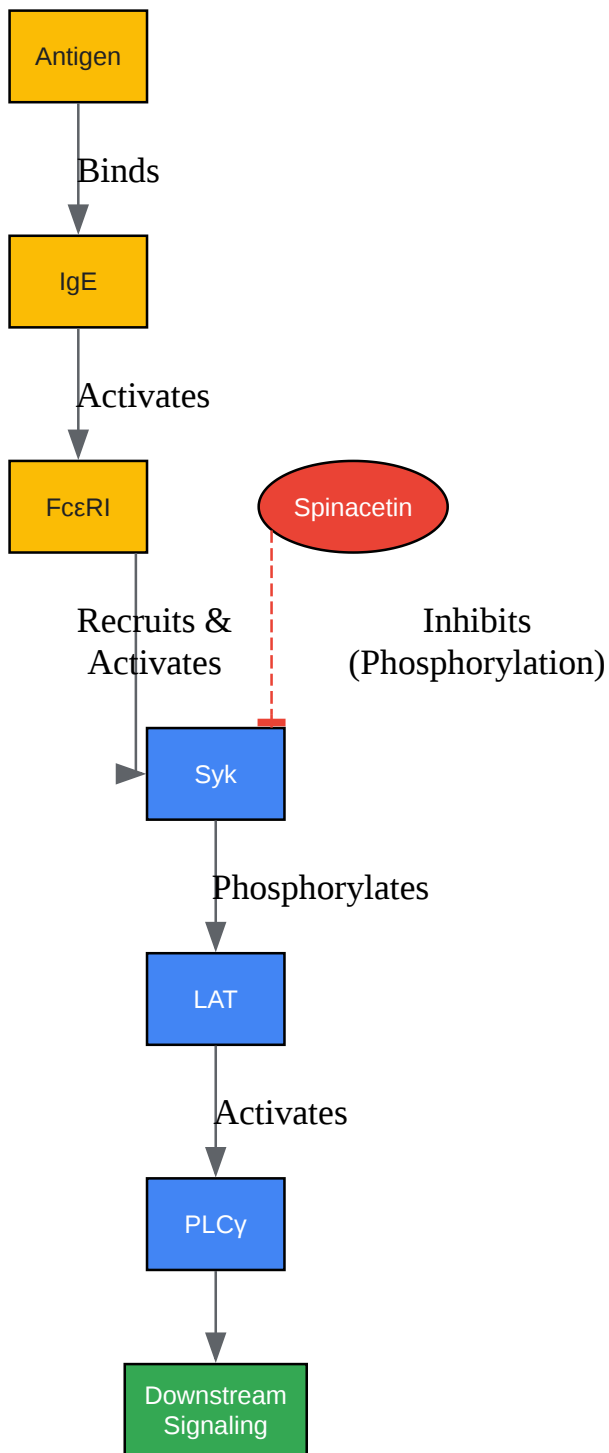 Antigen
Binds
IgE
Activates
FcεRI
Spinacetin
Recruits &
Activates
Inhibits
(Phosphorylation)
Syk
Phosphorylates
LAT
Activates
PLCγ
Downstream
Signaling